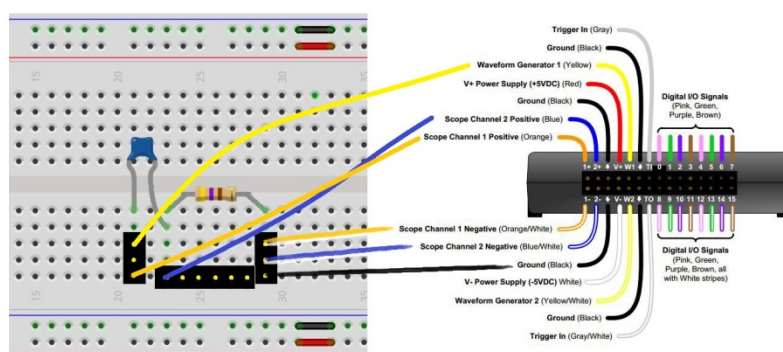 15
20
25
30
35
15
20
25
30
35
Trigger In (Gray)
Ground (Black)
Waveform Generator 1 (Yellow)
V+ Power Supply (+5VDC) (Red)
Ground (Black)
Scope Channel 2 Positive (Blue)
Scope Channel 1 Positive (Orange)
Digital I/O Signals
(Pink, Green,
Purple, Brown)
1+ 2+ V+ W1 TI 0 1 2 3 4 5 6 7
1- 2- V- W2 TO 8 9 10 11 12 13 14 15
Scope Channel 1 Negative (Orange/White)
Scope Channel 2 Negative (Blue/White)
Ground (Black)
V- Power Supply (-5VDC) White)
Waveform Generator 2 (Yellow/White)
Ground (Black)
Trigger In (Gray/White)
Digital I/O Signals
(Pink, Green,
Purple, Brown, all
with White stripes)